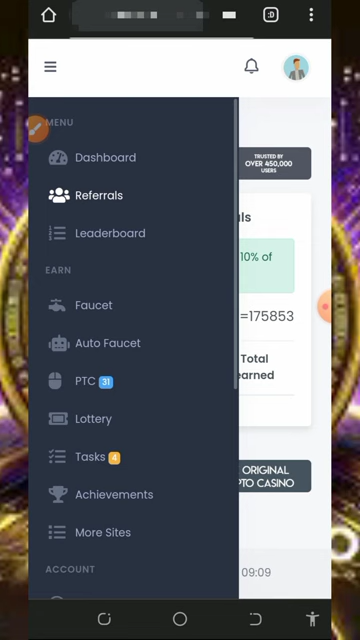 :D
MENU
Dashboard
TRUSTED BY
OVER 450,000
USERS
Referrals
ls
Leaderboard
10% of
EARN
Faucet
=175853
Auto Faucet
Total
earned
PTC 31
Lottery
Tasks 4
ORIGINAL
PTO CASINO
Achievements
More Sites
ACCOUNT
09:09